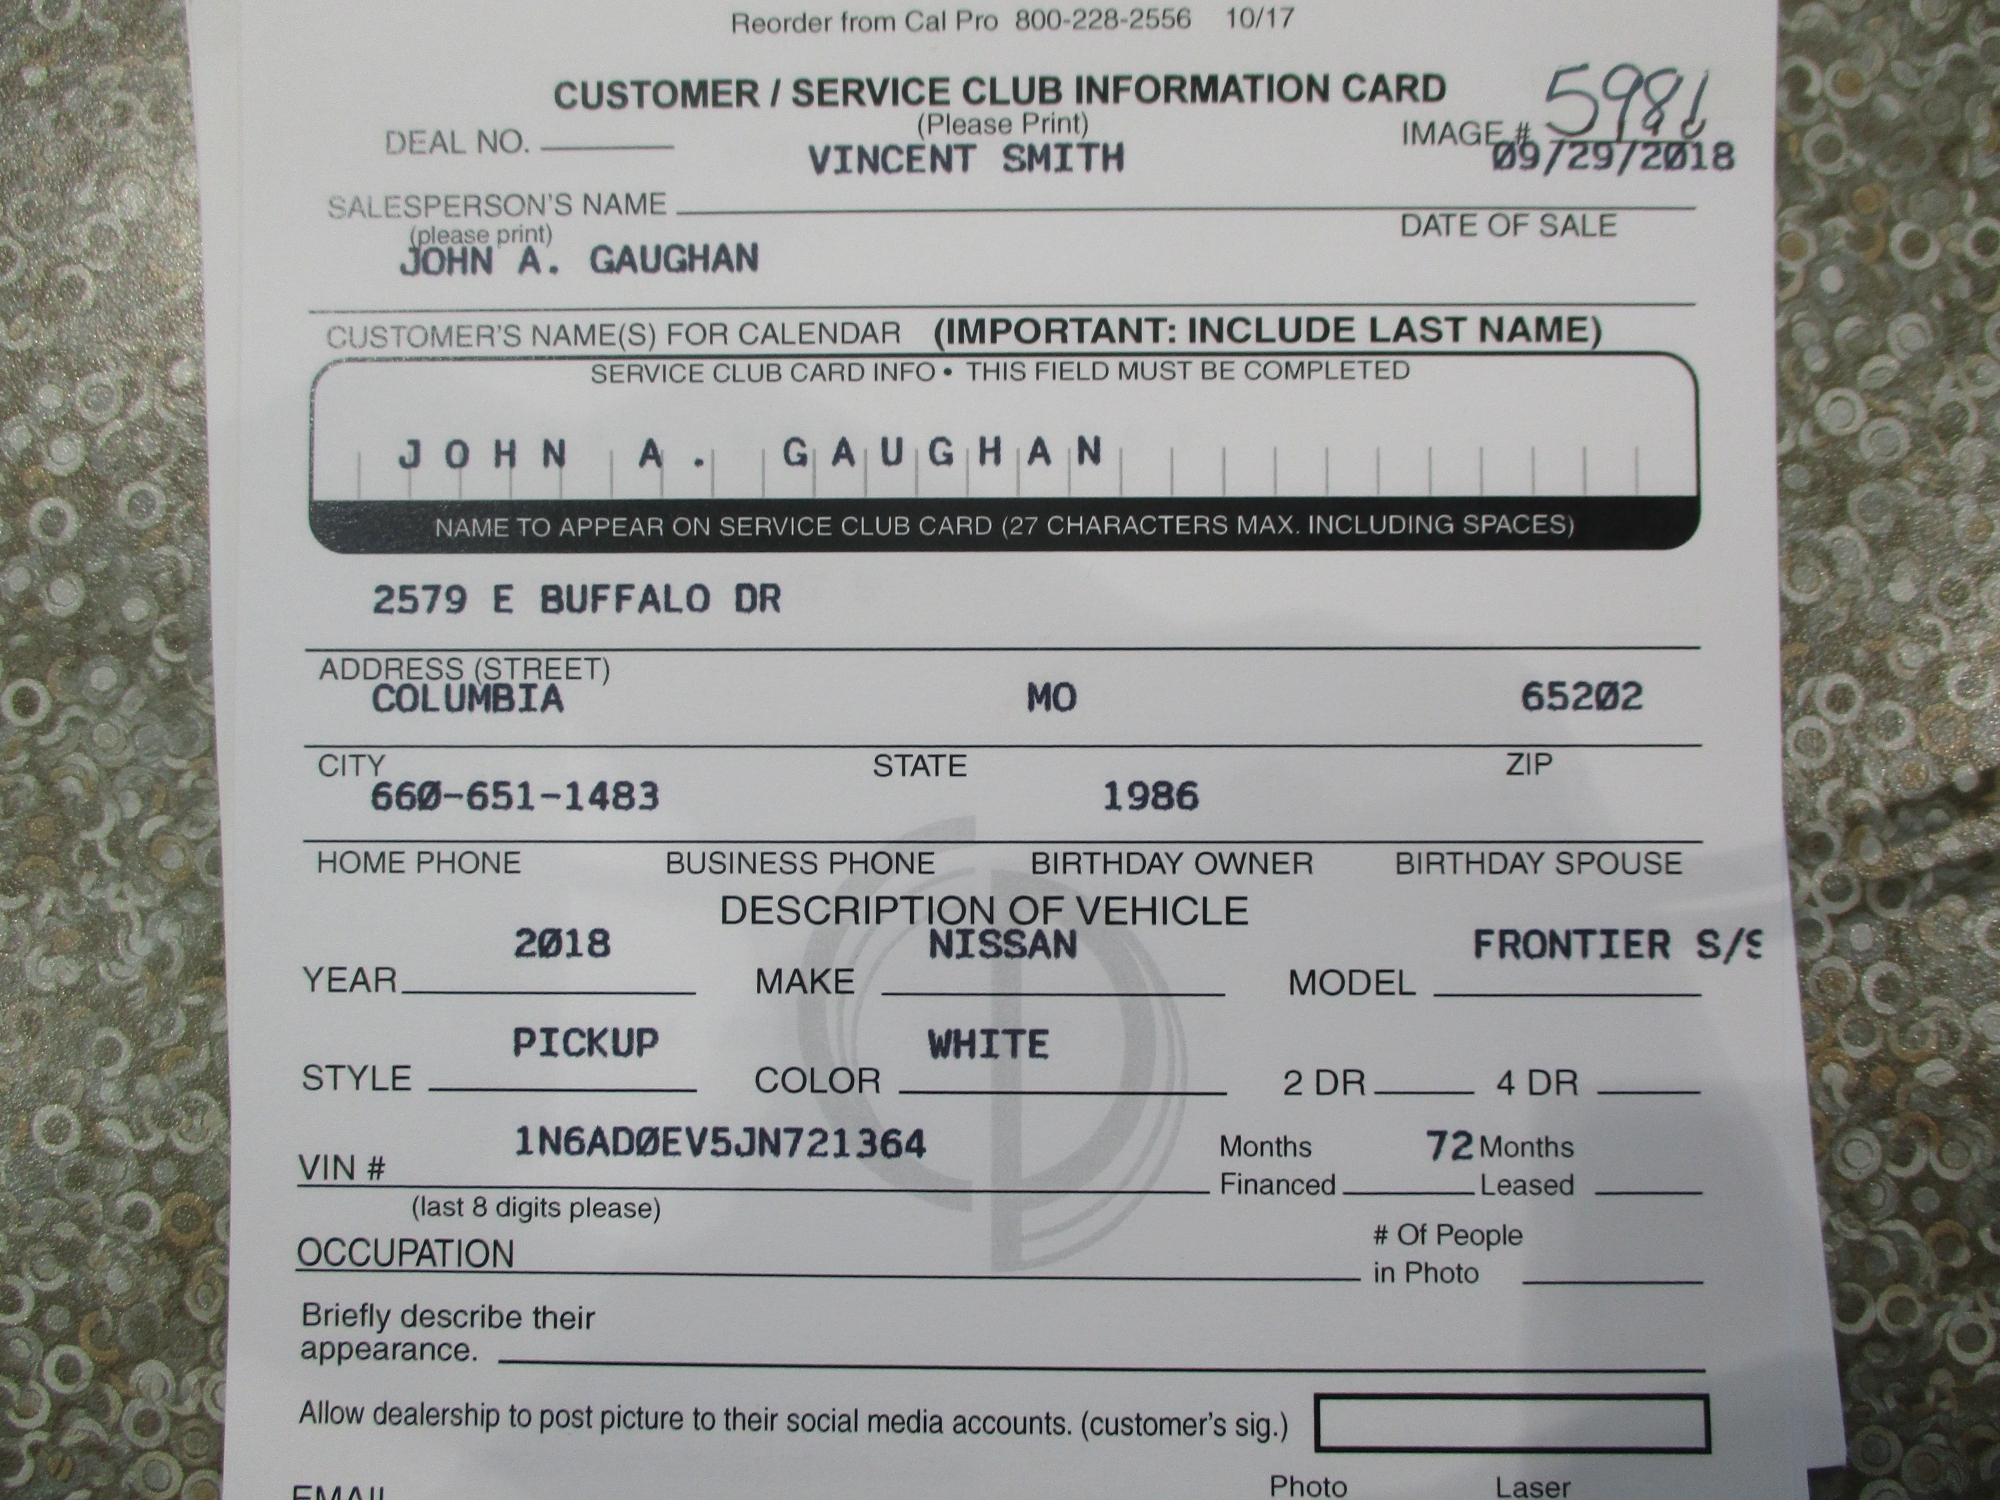 Reorder from Cal Pro 800-228-2556 10/17
CUSTOMER / SERVICE CLUB INFORMATION CARD
(Please Print)
DEAL NO. IMAGE # 5981
VINCENT SMITH 09/29/2018
SALESPERSON'S NAME
(please print) DATE OF SALE
JOHN A. GAUGHAN
CUSTOMER'S NAME(S) FOR CALENDAR (IMPORTANT: INCLUDE LAST NAME)
SERVICE CLUB CARD INFO • THIS FIELD MUST BE COMPLETED
JOHN A. GAUGHAN
NAME TO APPEAR ON SERVICE CLUB CARD (27 CHARACTERS MAX. INCLUDING SPACES)
2579 E BUFFALO DR
ADDRESS (STREET)
COLUMBIA MO 65202
CITY STATE ZIP
660-651-1483 1986
HOME PHONE BUSINESS PHONE BIRTHDAY OWNER BIRTHDAY SPOUSE
DESCRIPTION OF VEHICLE
2018 NISSAN FRONTIER S/S
YEAR MAKE MODEL
PICKUP WHITE
STYLE COLOR 2 DR 4 DR
1N6AD0EV5JN721364 Months 72 Months
VIN # Financed Leased
(last 8 digits please)
OCCUPATION # Of People
in Photo
Briefly describe their
appearance.
Allow dealership to post picture to their social media accounts. (customer's sig.)
EMAIL Photo Laser